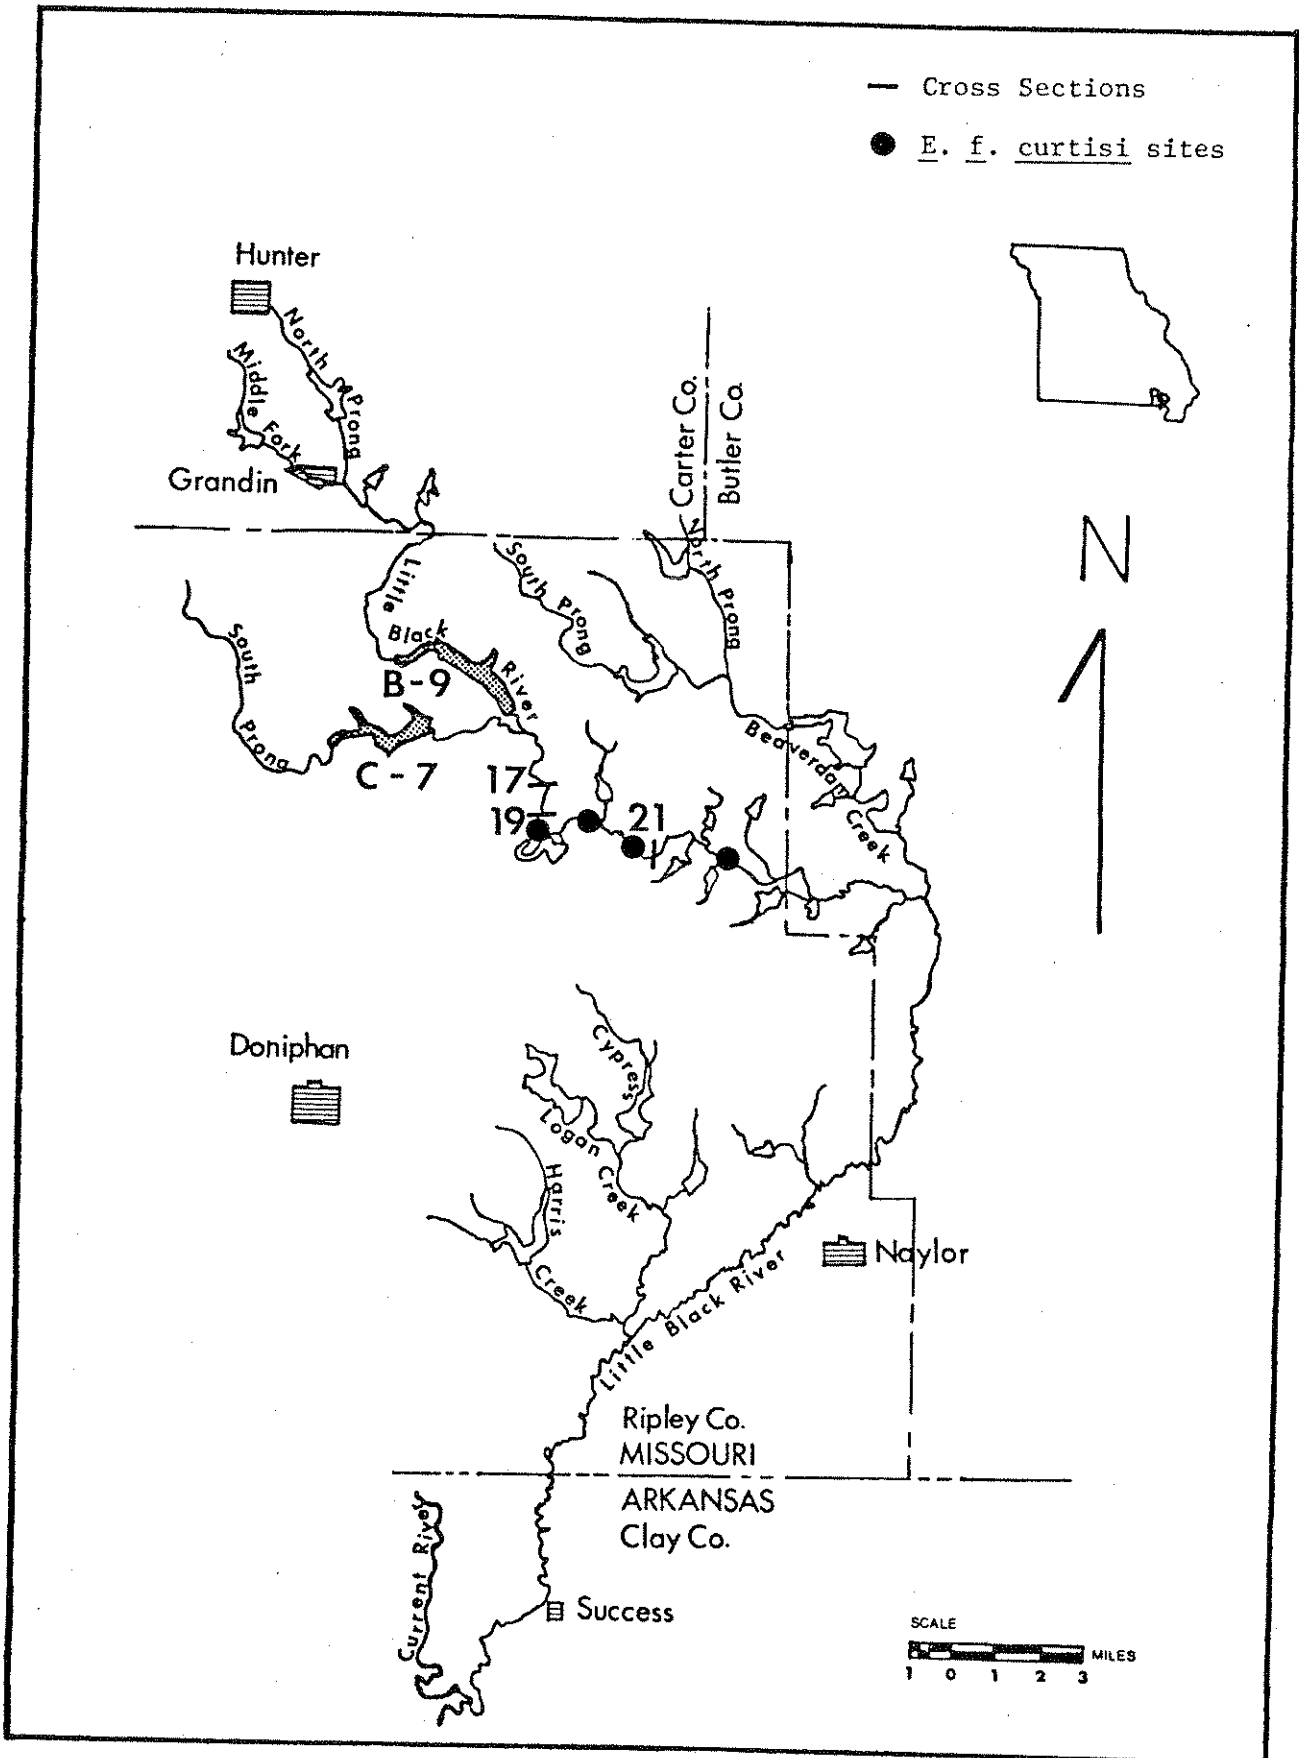 — Cross Sections
● E. f. curtisi sites
Hunter
North Prong
Middle Fork
Grandin
Carter Co.
Butler Co.
N
Little Black River
South Prong
North Prong
South Prong
B-9
C-7
Beaverdam Creek
17
19
21
Doniphan
Cypress
Logan Creek
Harris Creek
Naylor
Little Black River
Ripley Co.
MISSOURI
ARKANSAS
Clay Co.
Current River
Success
SCALE
MILES
1 0 1 2 3